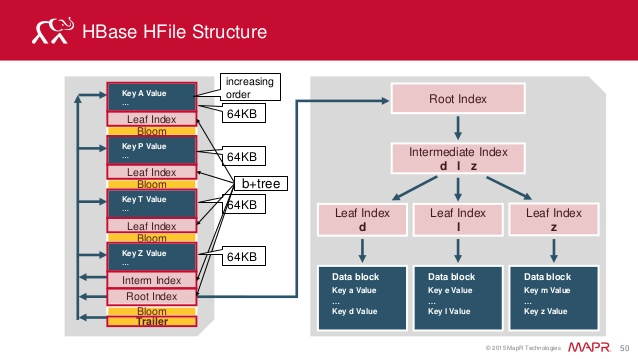 HBase HFile Structure
increasing
order
Key A Value
...
64KB
Leaf Index
Bloom
Key P Value
...
64KB
Leaf Index
Bloom
b+tree
Key T Value
...
64KB
Leaf Index
Bloom
Key Z Value
...
64KB
Interm Index
Root Index
Bloom
Trailer
Root Index
Intermediate Index
d l z
Leaf Index
d
Leaf Index
l
Leaf Index
z
Data block
Key a Value
...
Key d Value
Data block
Key e Value
...
Key l Value
Data block
Key m Value
...
Key z Value
© 2015 MapR Technologies
MAPR
50